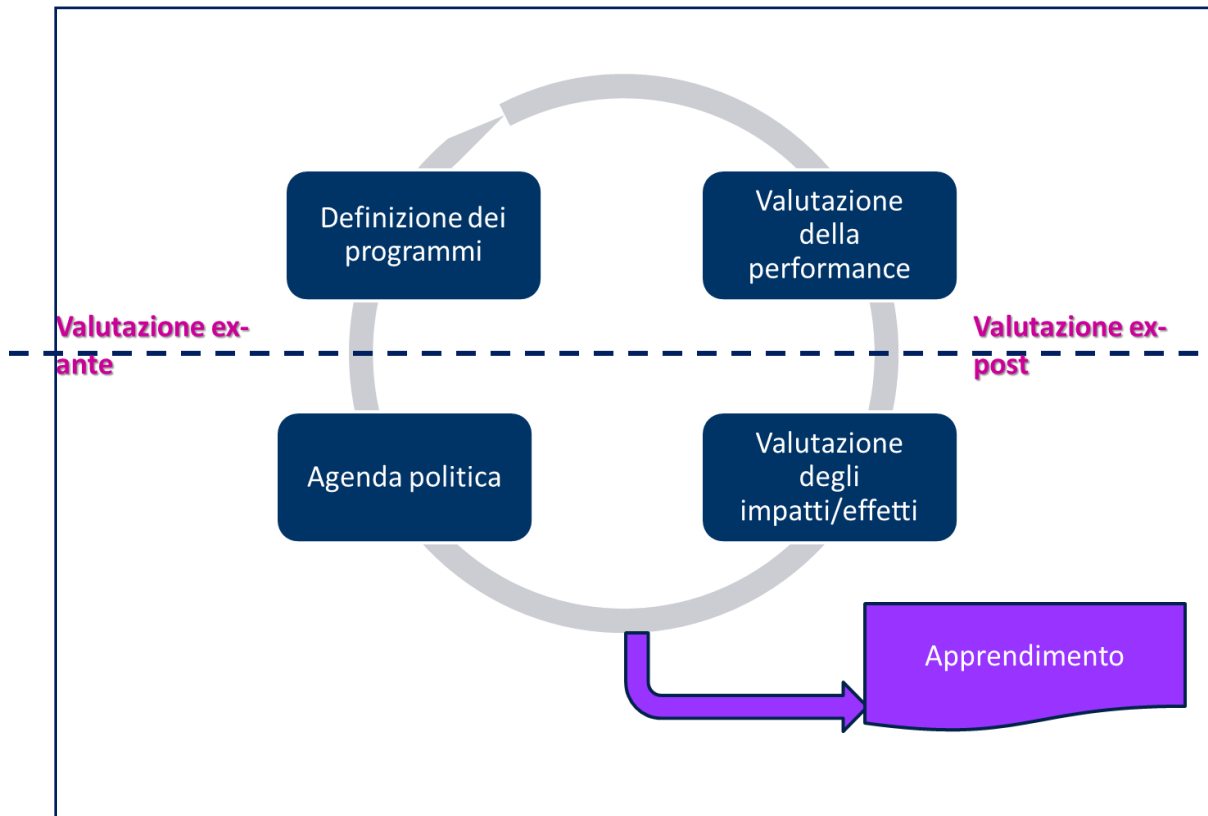 Definizione dei
programmi
Valutazione
della
performance
Valutazione ex-
ante
Valutazione ex-
post
Agenda politica
Valutazione
degli
impatti/effetti
Apprendimento